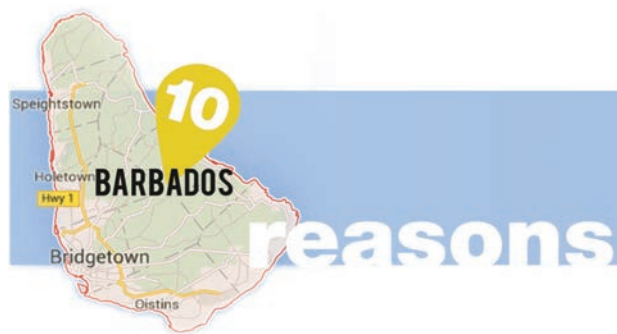 10
Speightstown
Holetown
BARBADOS
Hwy 1
reasons
Bridgetown
Oistins